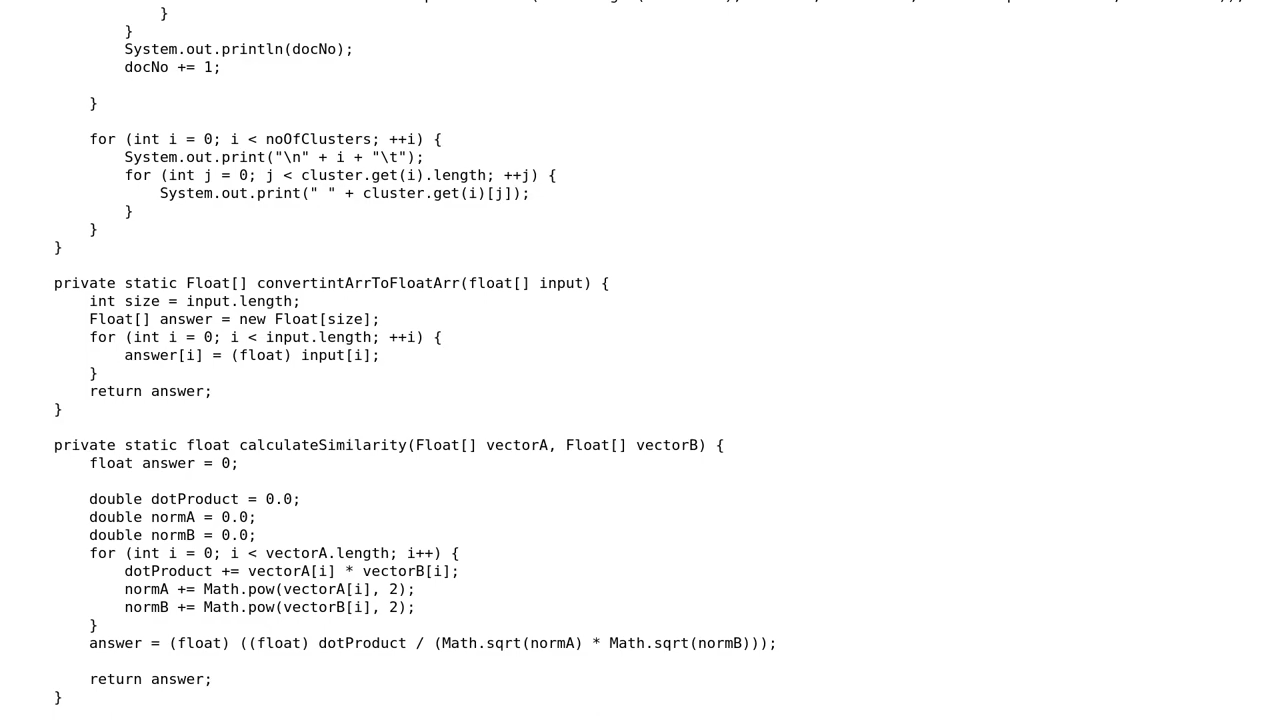 }
}
System.out.println(docNo);
docNo += 1;
}
for (int i = 0; i < noOfClusters; ++i) {
System.out.print("\n" + i + "\t");
for (int j = 0; j < cluster.get(i).length; ++j) {
System.out.print(" " + cluster.get(i)[j]);
}
}
}
private static Float[] convertintArrToFloatArr(float[] input) {
int size = input.length;
Float[] answer = new Float[size];
for (int i = 0; i < input.length; ++i) {
answer[i] = (float) input[i];
}
return answer;
}
private static float calculateSimilarity(Float[] vectorA, Float[] vectorB) {
float answer = 0;
double dotProduct = 0.0;
double normA = 0.0;
double normB = 0.0;
for (int i = 0; i < vectorA.length; i++) {
dotProduct += vectorA[i] * vectorB[i];
normA += Math.pow(vectorA[i], 2);
normB += Math.pow(vectorB[i], 2);
}
answer = (float) ((float) dotProduct / (Math.sqrt(normA) * Math.sqrt(normB)));
return answer;
}